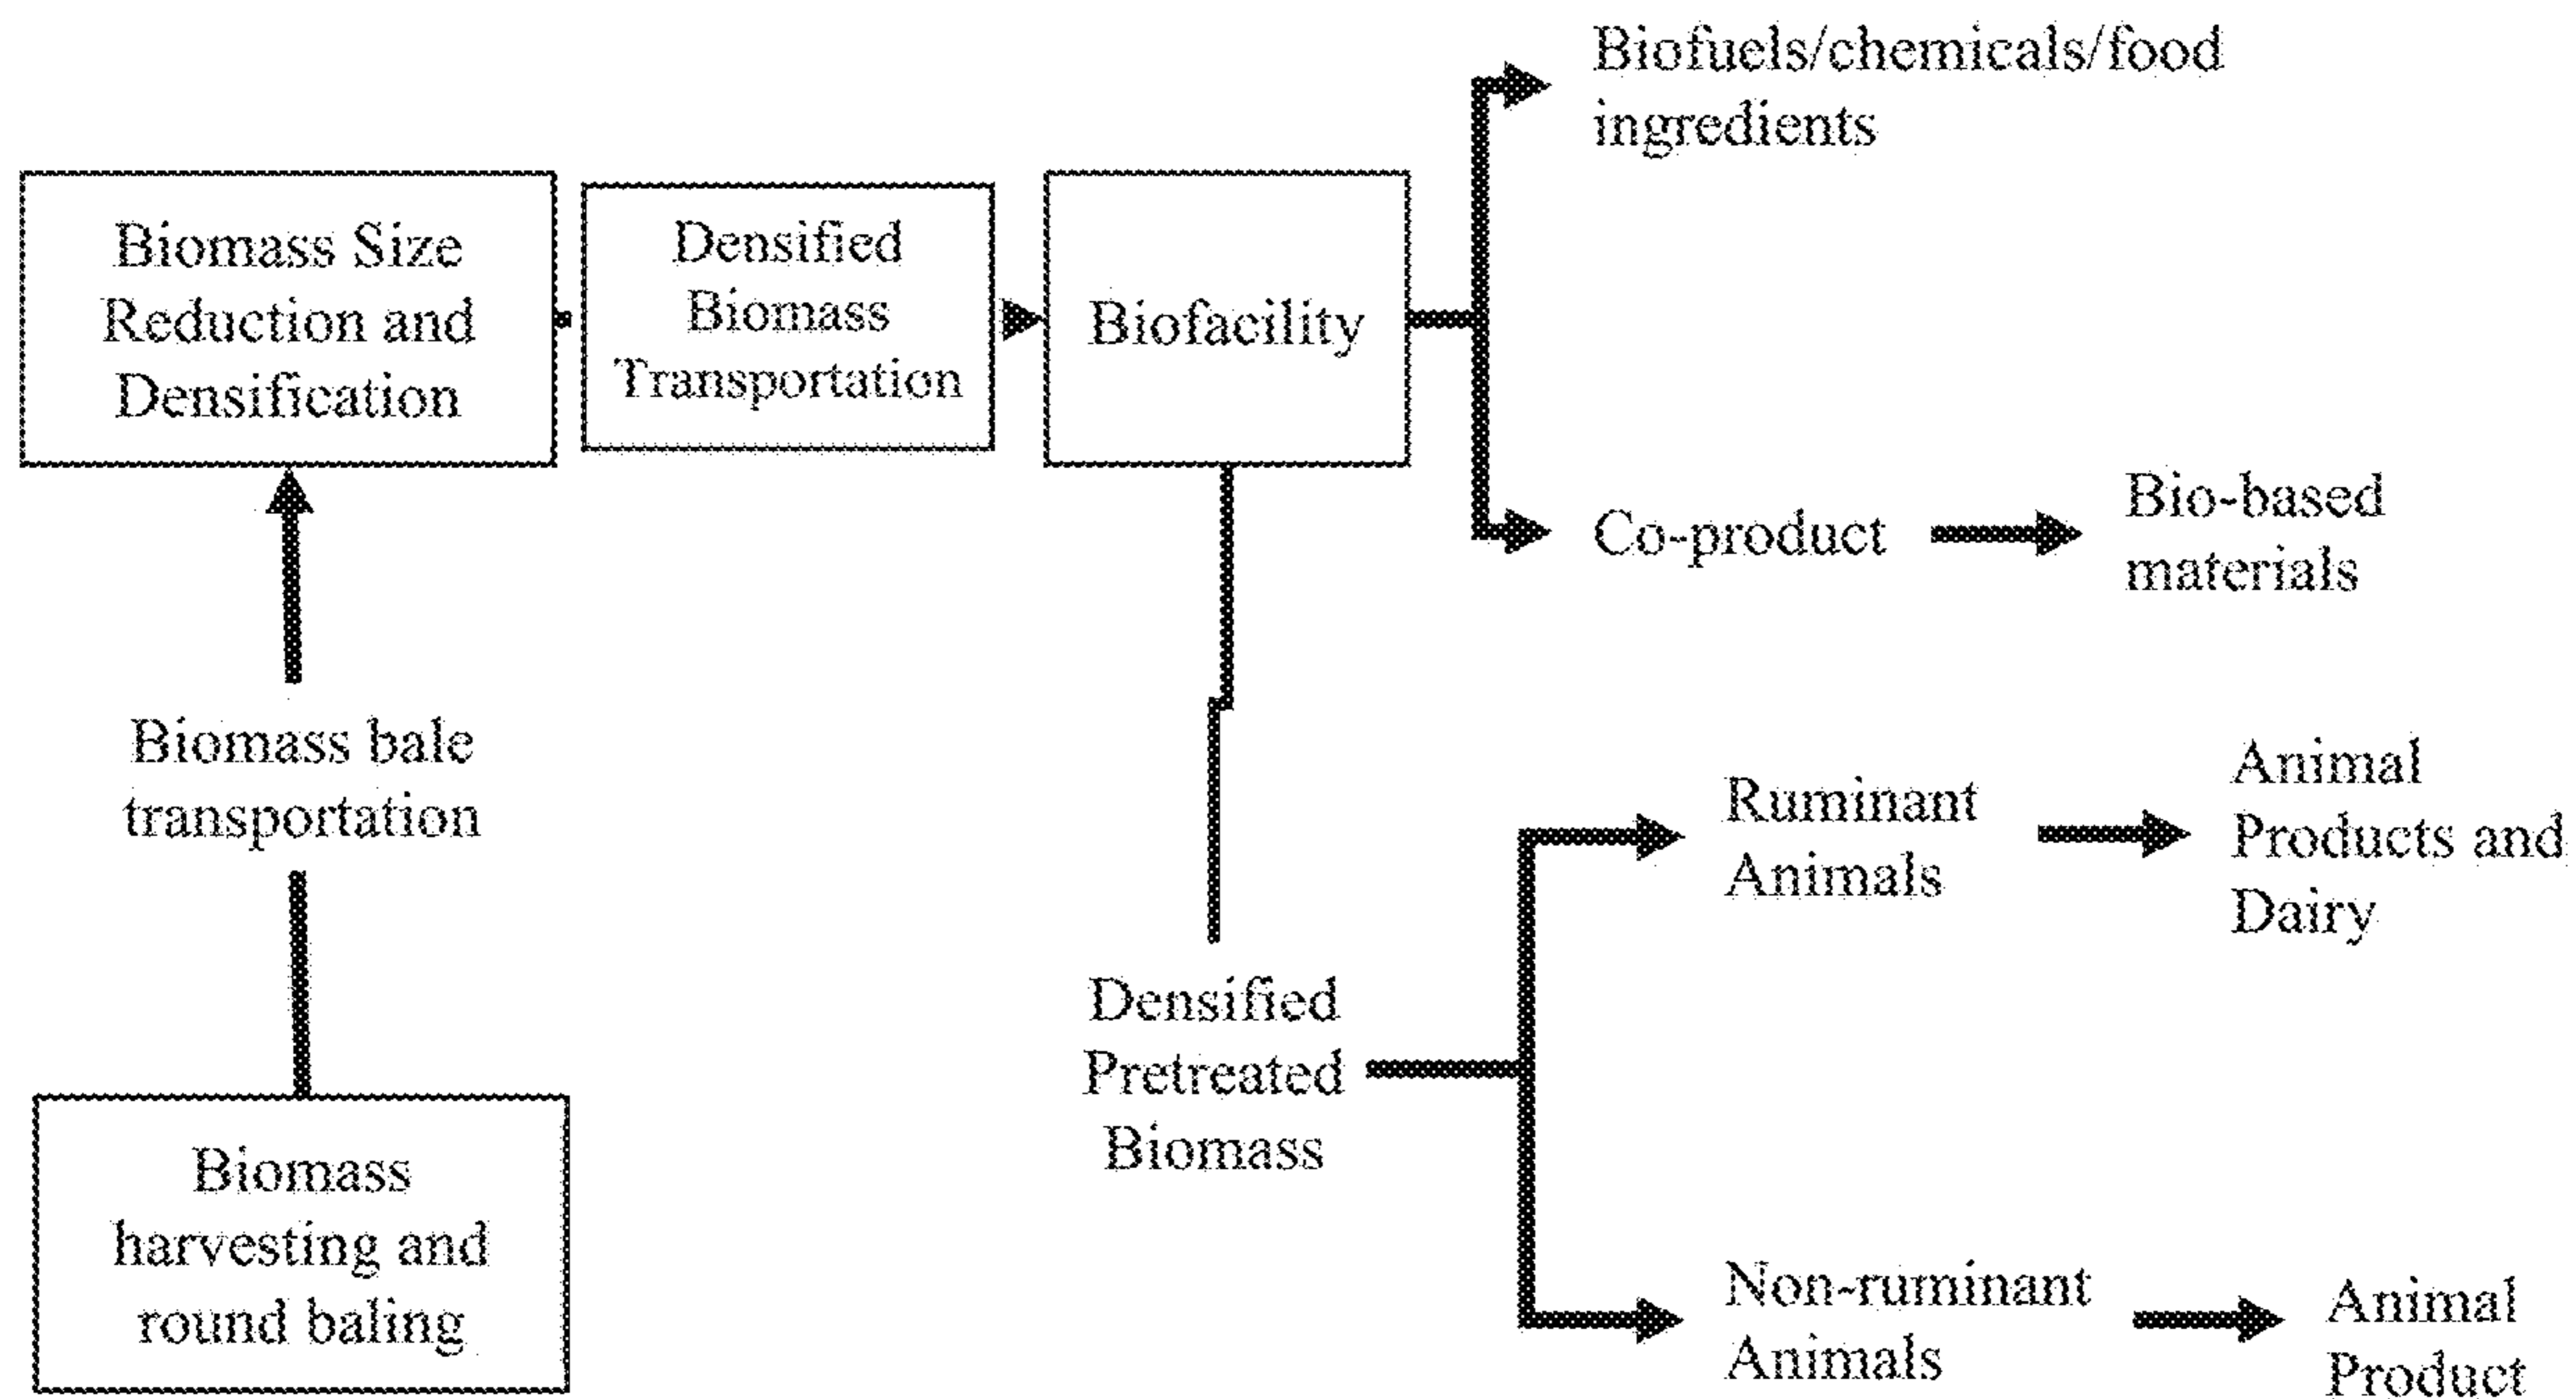 Biofuels/chemicals/food
ingredients
Biomass Size
Reduction and
Densification
Densified
Biomass
Transportation
Biofacility
Co-product
Bio-based
materials
Biomass bale
transportation
Ruminant
Animals
Animal
Products and
Dairy
Densified
Pretreated
Biomass
Biomass
harvesting and
round baling
Non-ruminant
Animals
Animal
Product